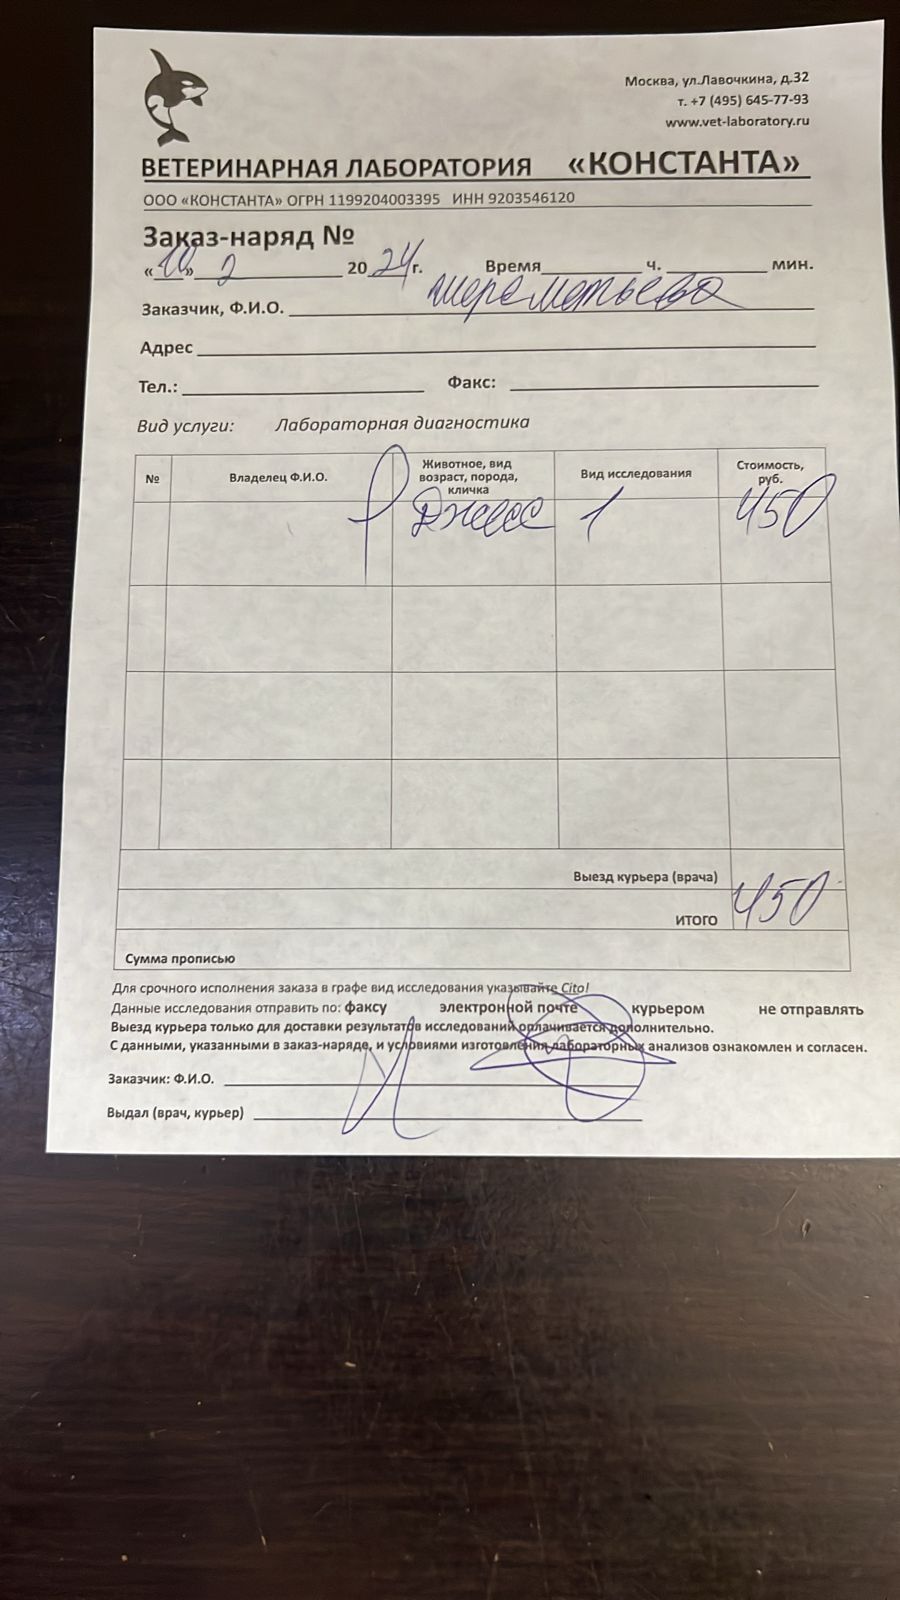 Москва, ул.Лавочкина, д.32
т. +7 (495) 645-77-93
www.vet-laboratory.ru
ВЕТЕРИНАРНАЯ ЛАБОРАТОРИЯ «КОНСТАНТА»
ООО «КОНСТАНТА» ОГРН 1199204003395 ИНН 9203546120
Заказ-наряд №
«10» 2 2024г. Время ч. мин.
Заказчик, Ф.И.О. Шереметьева
Адрес
Тел.: Факс:
Вид услуги: Лабораторная диагностика
№ Владелец Ф.И.О. Животное, вид возраст, порода, кличка Вид исследования Стоимость, руб.
Джесс 1 450
Выезд курьера (врача)
ИТОГО 450
Сумма прописью
Для срочного исполнения заказа в графе вид исследования указывайте Cito!
Данные исследования отправить по: факсу электронной почте курьером не отправлять
Выезд курьера только для доставки результатов исследований оплачивается дополнительно.
С данными, указанными в заказ-наряде, и условиями изготовления лабораторных анализов ознакомлен и согласен.
Заказчик: Ф.И.О.
Выдал (врач, курьер)